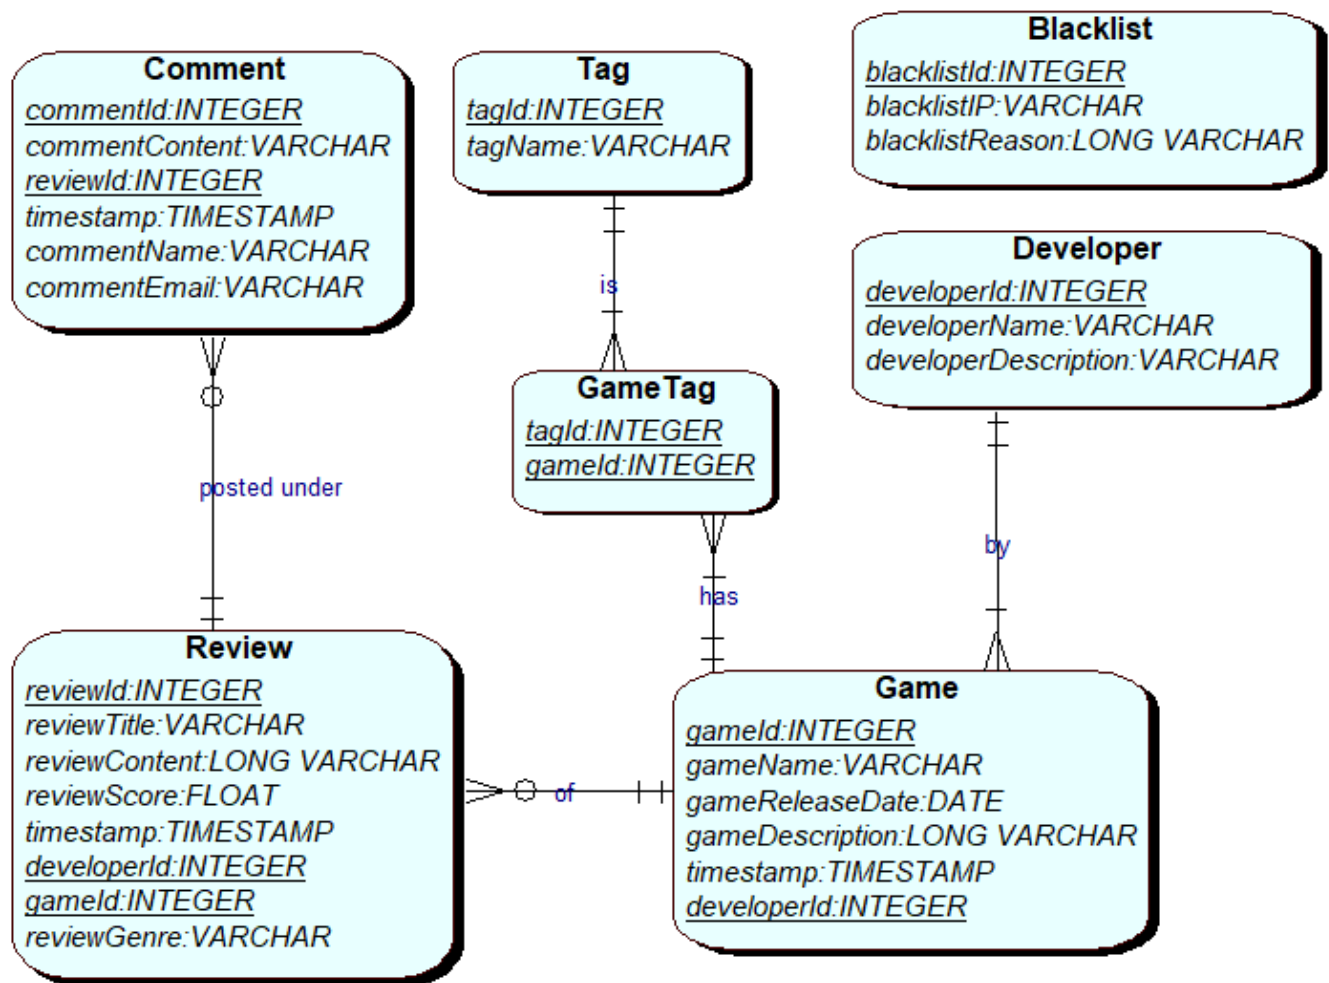 Comment
commentId:INTEGER
commentContent:VARCHAR
reviewId:INTEGER
timestamp:TIMESTAMP
commentName:VARCHAR
commentEmail:VARCHAR
Tag
tagId:INTEGER
tagName:VARCHAR
Blacklist
blacklistId:INTEGER
blacklistIP:VARCHAR
blacklistReason:LONG VARCHAR
Developer
developerId:INTEGER
developerName:VARCHAR
developerDescription:VARCHAR
is
GameTag
tagId:INTEGER
gameId:INTEGER
posted under
by
has
Review
reviewId:INTEGER
reviewTitle:VARCHAR
reviewContent:LONG VARCHAR
reviewScore:FLOAT
timestamp:TIMESTAMP
developerId:INTEGER
gameId:INTEGER
reviewGenre:VARCHAR
of
Game
gameId:INTEGER
gameName:VARCHAR
gameReleaseDate:DATE
gameDescription:LONG VARCHAR
timestamp:TIMESTAMP
developerId:INTEGER